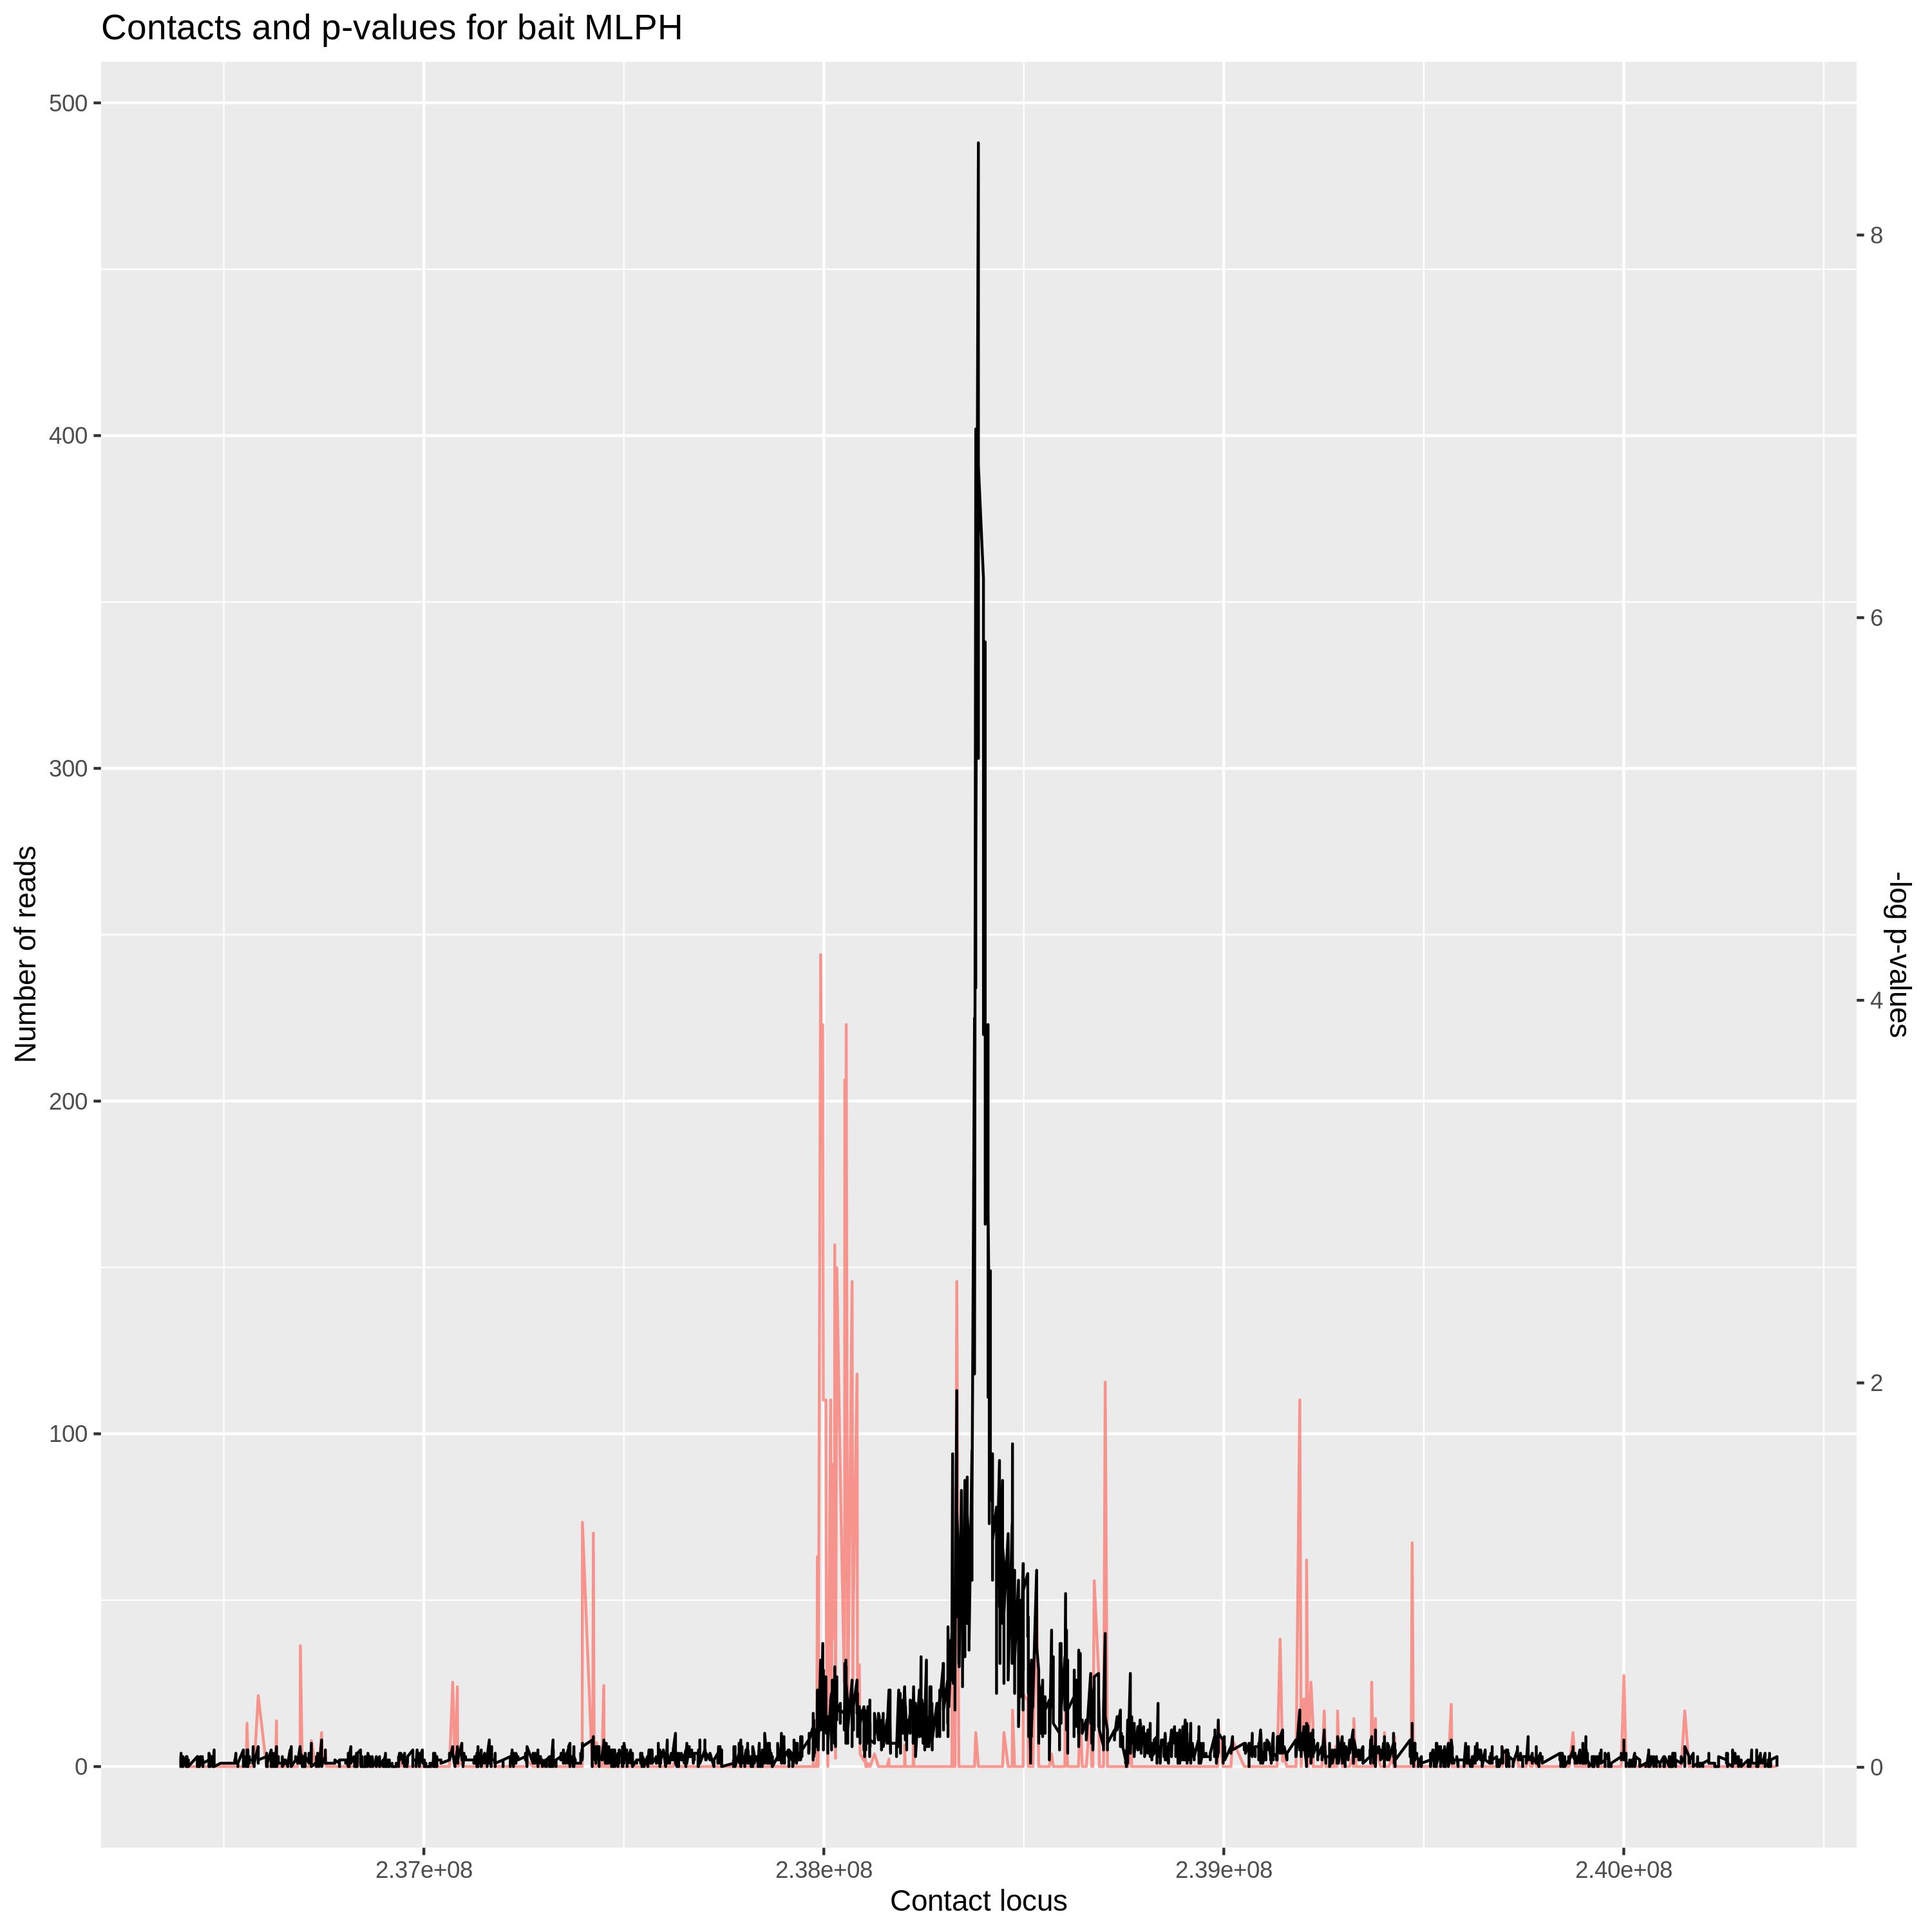 Contacts and p-values for bait MLPH
500
400
300
200
100
0
Number of reads
8
6
4
2
0
-log p-values
2.37e+08
2.38e+08
2.39e+08
2.40e+08
Contact locus